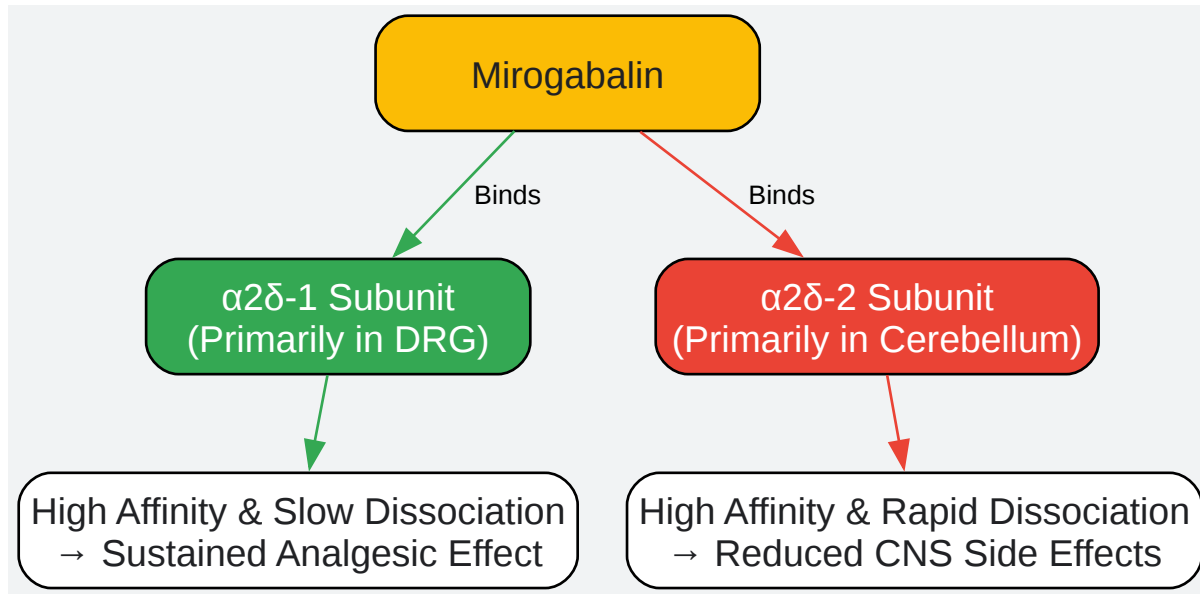 Mirogabalin
Binds
Binds
α2δ-1 Subunit
(Primarily in DRG)
α2δ-2 Subunit
(Primarily in Cerebellum)
High Affinity & Slow Dissociation
→ Sustained Analgesic Effect
High Affinity & Rapid Dissociation
→ Reduced CNS Side Effects